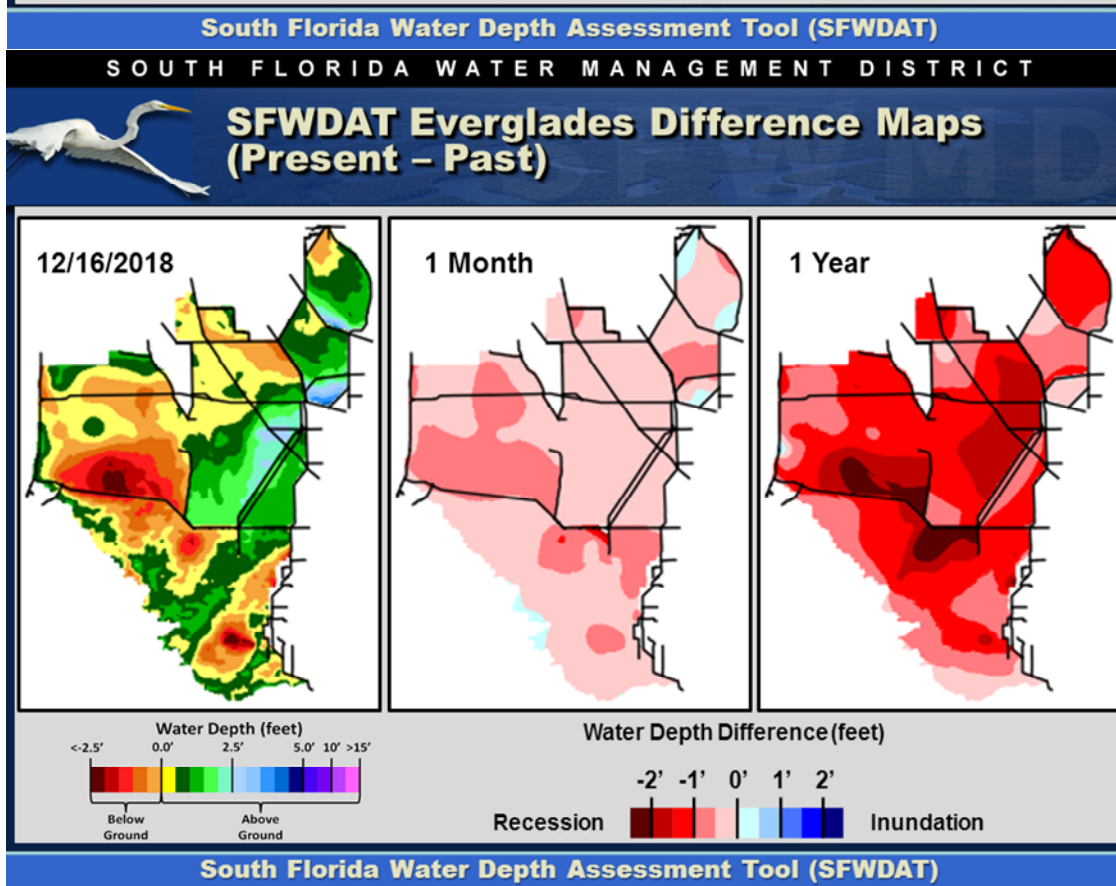 South Florida Water Depth Assessment Tool (SFWDAT)
SOUTH FLORIDA WATER MANAGEMENT DISTRICT
SFWDAT Everglades Difference Maps
(Present – Past)
SFWMD
12/16/2018
1 Month
1 Year
Water Depth (feet)
<-2.5' 0.0' 2.5' 5.0' 10' >15'
Below
Ground
Above
Ground
Water Depth Difference (feet)
-2' -1' 0' 1' 2'
Recession
Inundation
South Florida Water Depth Assessment Tool (SFWDAT)